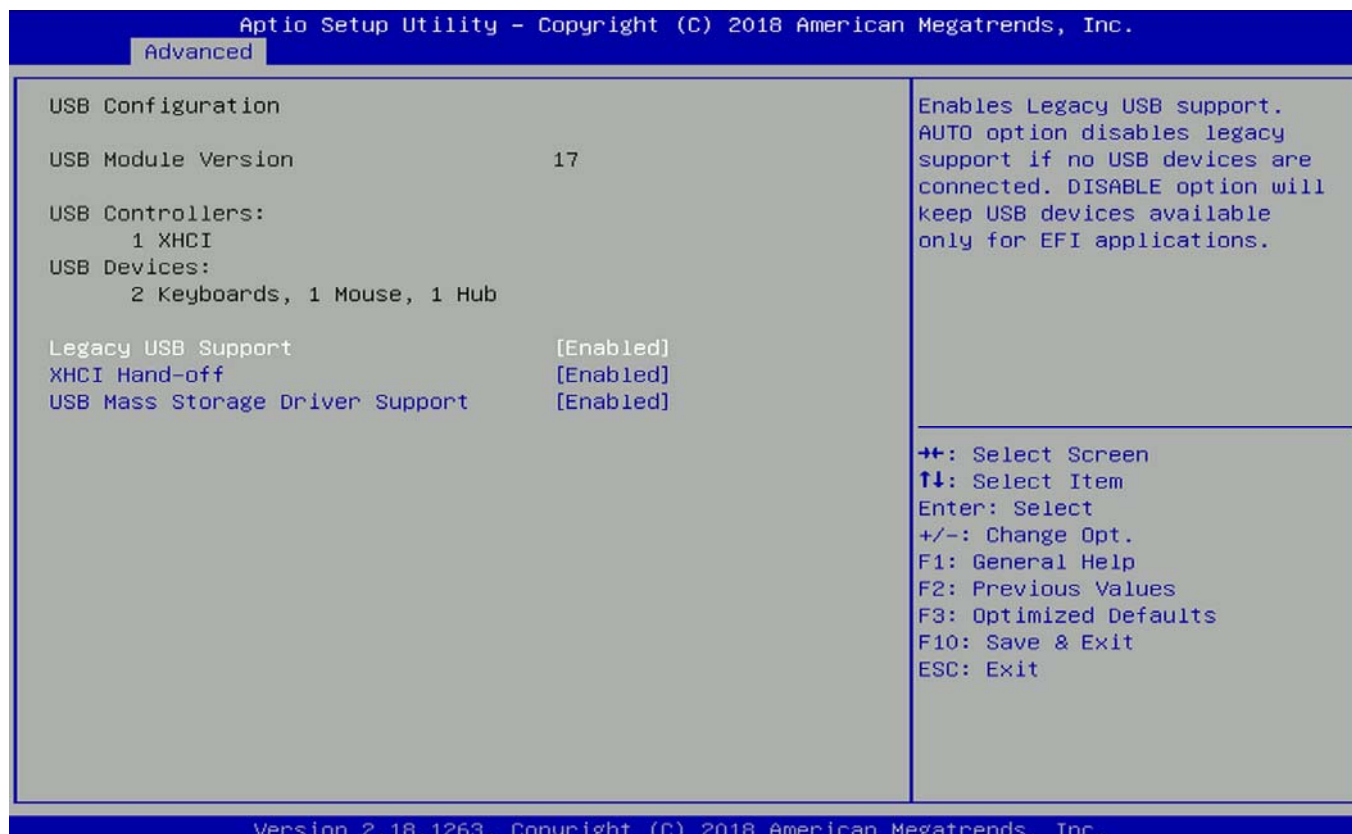 Aptio Setup Utility – Copyright (C) 2018 American Megatrends, Inc.
Advanced
USB Configuration
USB Module Version 17
USB Controllers:
1 XHCI
USB Devices:
2 Keyboards, 1 Mouse, 1 Hub
Legacy USB Support [Enabled]
XHCI Hand-off [Enabled]
USB Mass Storage Driver Support [Enabled]
Enables Legacy USB support.
AUTO option disables legacy
support if no USB devices are
connected. DISABLE option will
keep USB devices available
only for EFI applications.
→←: Select Screen
↑↓: Select Item
Enter: Select
+/-: Change Opt.
F1: General Help
F2: Previous Values
F3: Optimized Defaults
F10: Save & Exit
ESC: Exit
Version 2.18.1263. Copyright (C) 2018 American Megatrends, Inc.